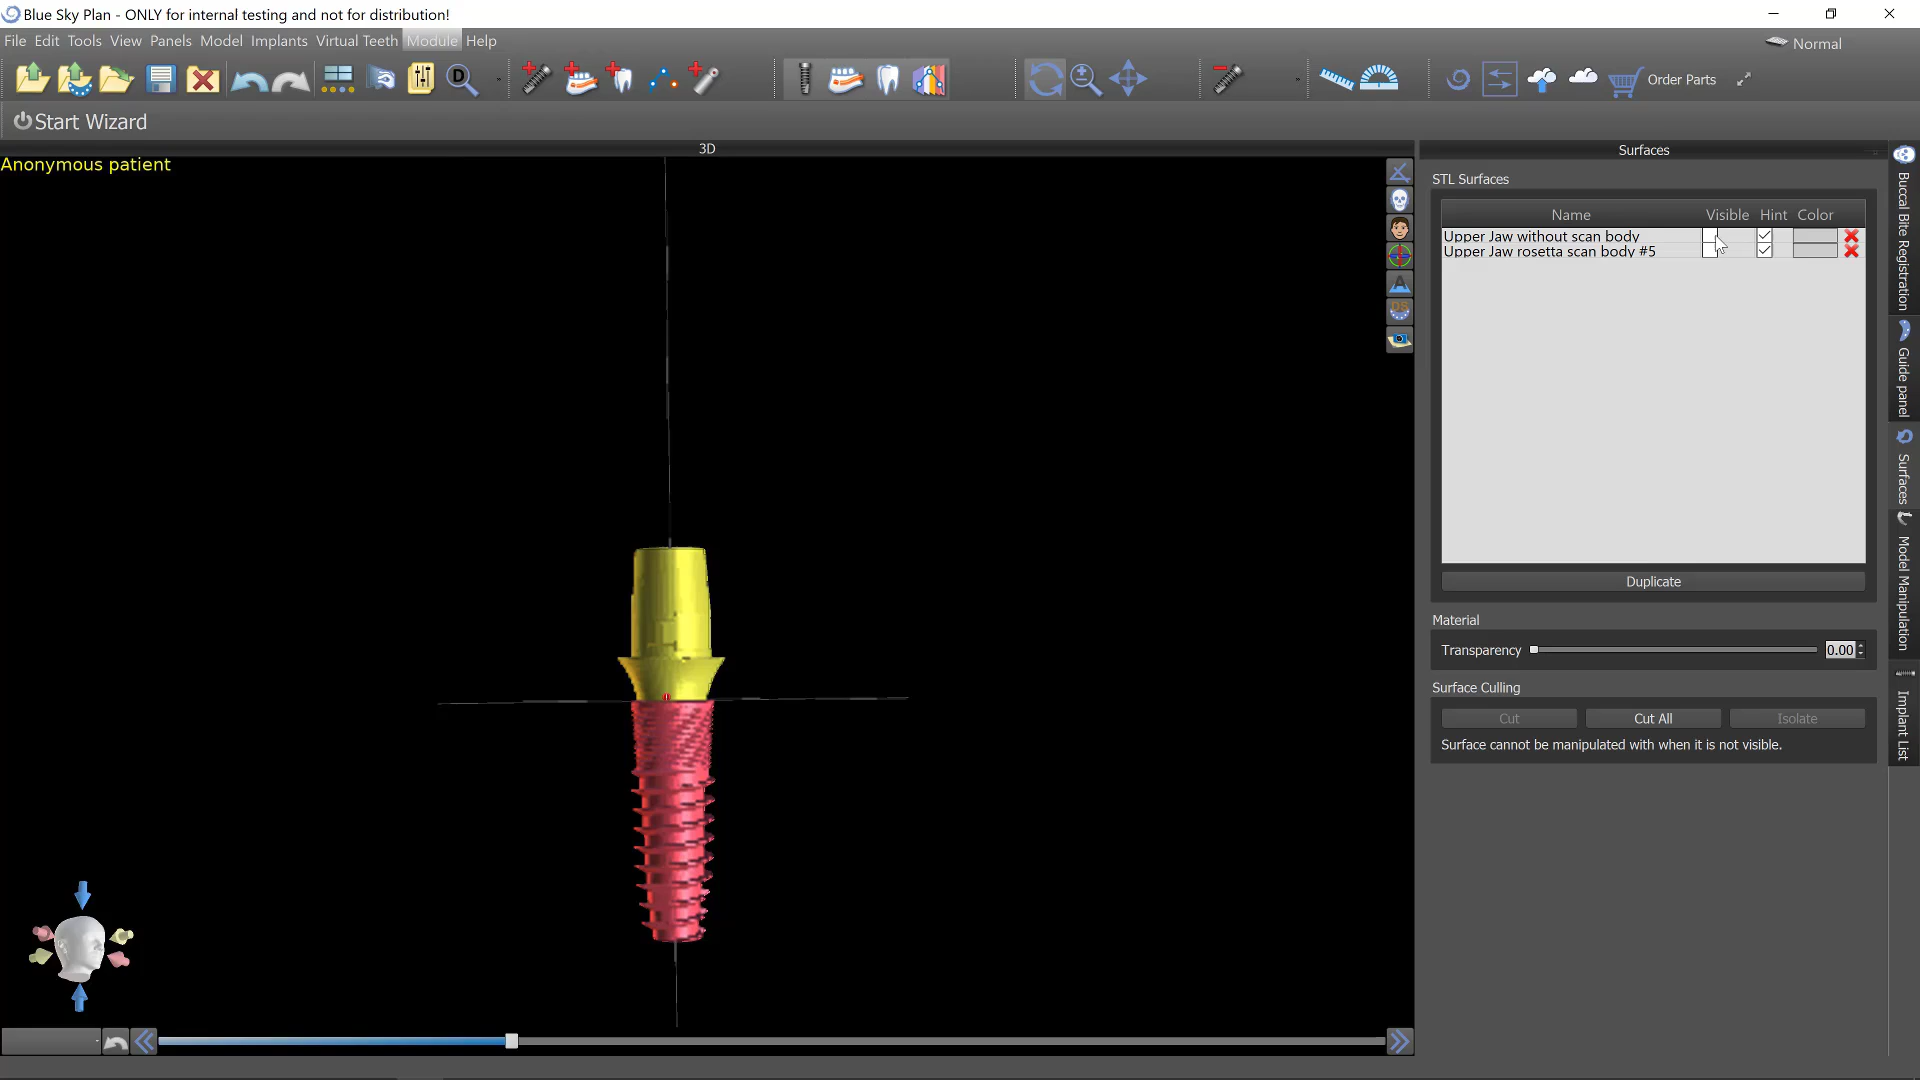 Blue Sky Plan - ONLY for internal testing and not for distribution!
File Edit Tools View Panels Model Implants Virtual Teeth Module Help
Normal
D
Order Parts
Start Wizard
3D
Anonymous patient
A
DS
Surfaces
STL Surfaces
Name Visible Hint Color
Upper Jaw without scan body
Upper Jaw rosetta scan body #5
Duplicate
Material
Transparency 0.00
Surface Culling
Cut Cut All Isolate
Surface cannot be manipulated with when it is not visible.
Buccal Bite Registration
Guide panel
Surfaces
Model Manipulation
Implant List